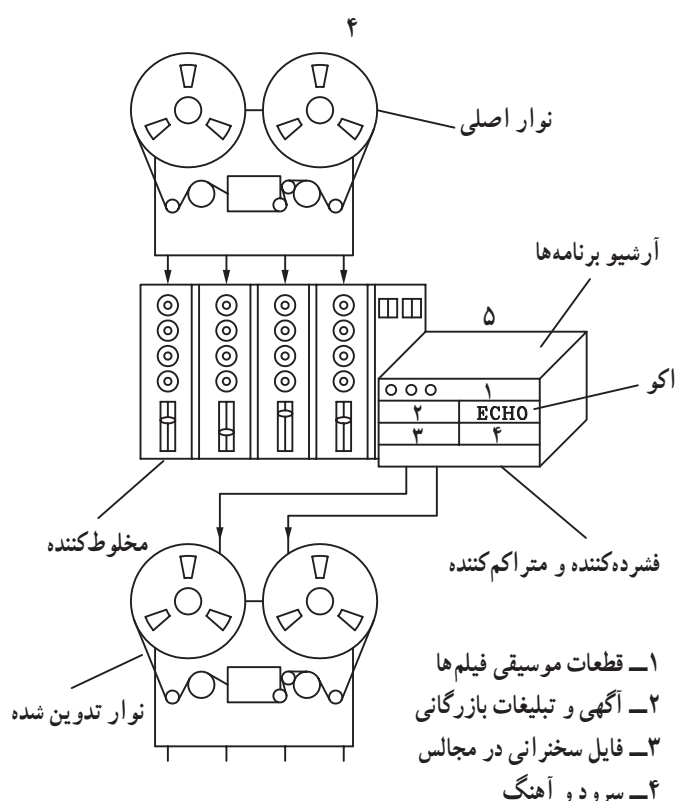 ۴
نوار اصلی
آرشیو برنامه‌ها
۵
اکو
۱
۲ ECHO
۳ ۴
مخلوط‌کننده
فشرده‌کننده و متراکم‌کننده
نوار تدوین شده
۱ــ قطعات موسیقی فیلم‌ها
۲ــ آگهی و تبلیغات بازرگانی
۳ــ فایل سخنرانی در مجالس
۴ــ سرود و آهنگ